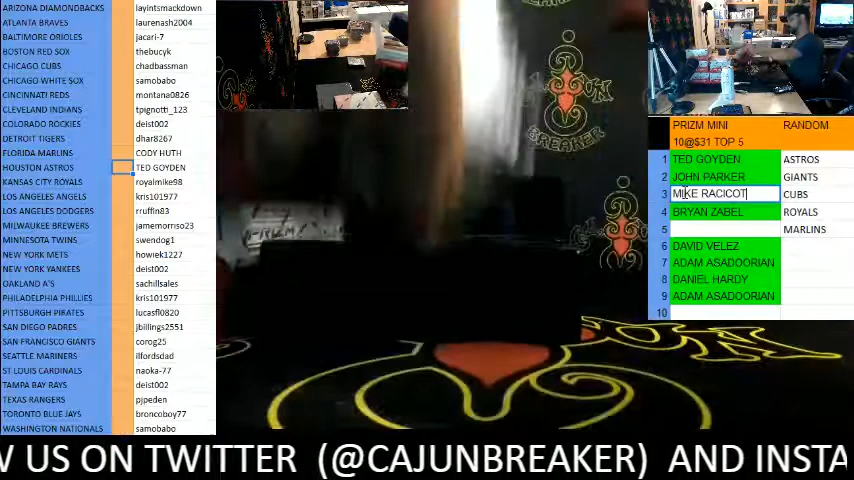 ARIZONA DIAMONDBACKS layintsmackdown
ATLANTA BRAVES laurenash2004
BALTIMORE ORIOLES jacari-7
BOSTON RED SOX thebucyk
CHICAGO CUBS chadbassman
CHICAGO WHITE SOX samobabo
CINCINNATI REDS montana0826
CLEVELAND INDIANS tpignotti_123
COLORADO ROCKIES deist002
DETROIT TIGERS dhar8267
FLORIDA MARLINS CODY HUTH
HOUSTON ASTROS TED GOYDEN
KANSAS CITY ROYALS royalmike98
LOS ANGELES ANGELS kris101977
LOS ANGELES DODGERS rruffin83
MILWAUKEE BREWERS jamemorriso23
MINNESOTA TWINS swendog1
NEW YORK METS howiek1227
NEW YORK YANKEES deist002
OAKLAND A'S sachillsales
PHILADELPHIA PHILLIES kris101977
PITTSBURGH PIRATES lucasfl0820
SAN DIEGO PADRES jbillings2551
SAN FRANCISCO GIANTS corog25
SEATTLE MARINERS ilfordsdad
ST LOUIS CARDINALS naoka-77
TAMPA BAY RAYS deist002
TEXAS RANGERS pjpeden
TORONTO BLUE JAYS broncoboy77
WASHINGTON NATIONALS samobabo
BREAKER
PRIZM MINI RANDOM
10@$31 TOP 5
1 TED GOYDEN ASTROS
2 JOHN PARKER GIANTS
3 MIKE RACICOT CUBS
4 BRYAN ZABEL ROYALS
5 MARLINS
6 DAVID VELEZ
7 ADAM ASADOORIAN
8 DANIEL HARDY
9 ADAM ASADOORIAN
10
W US ON TWITTER (@CAJUNBREAKER) AND INSTA